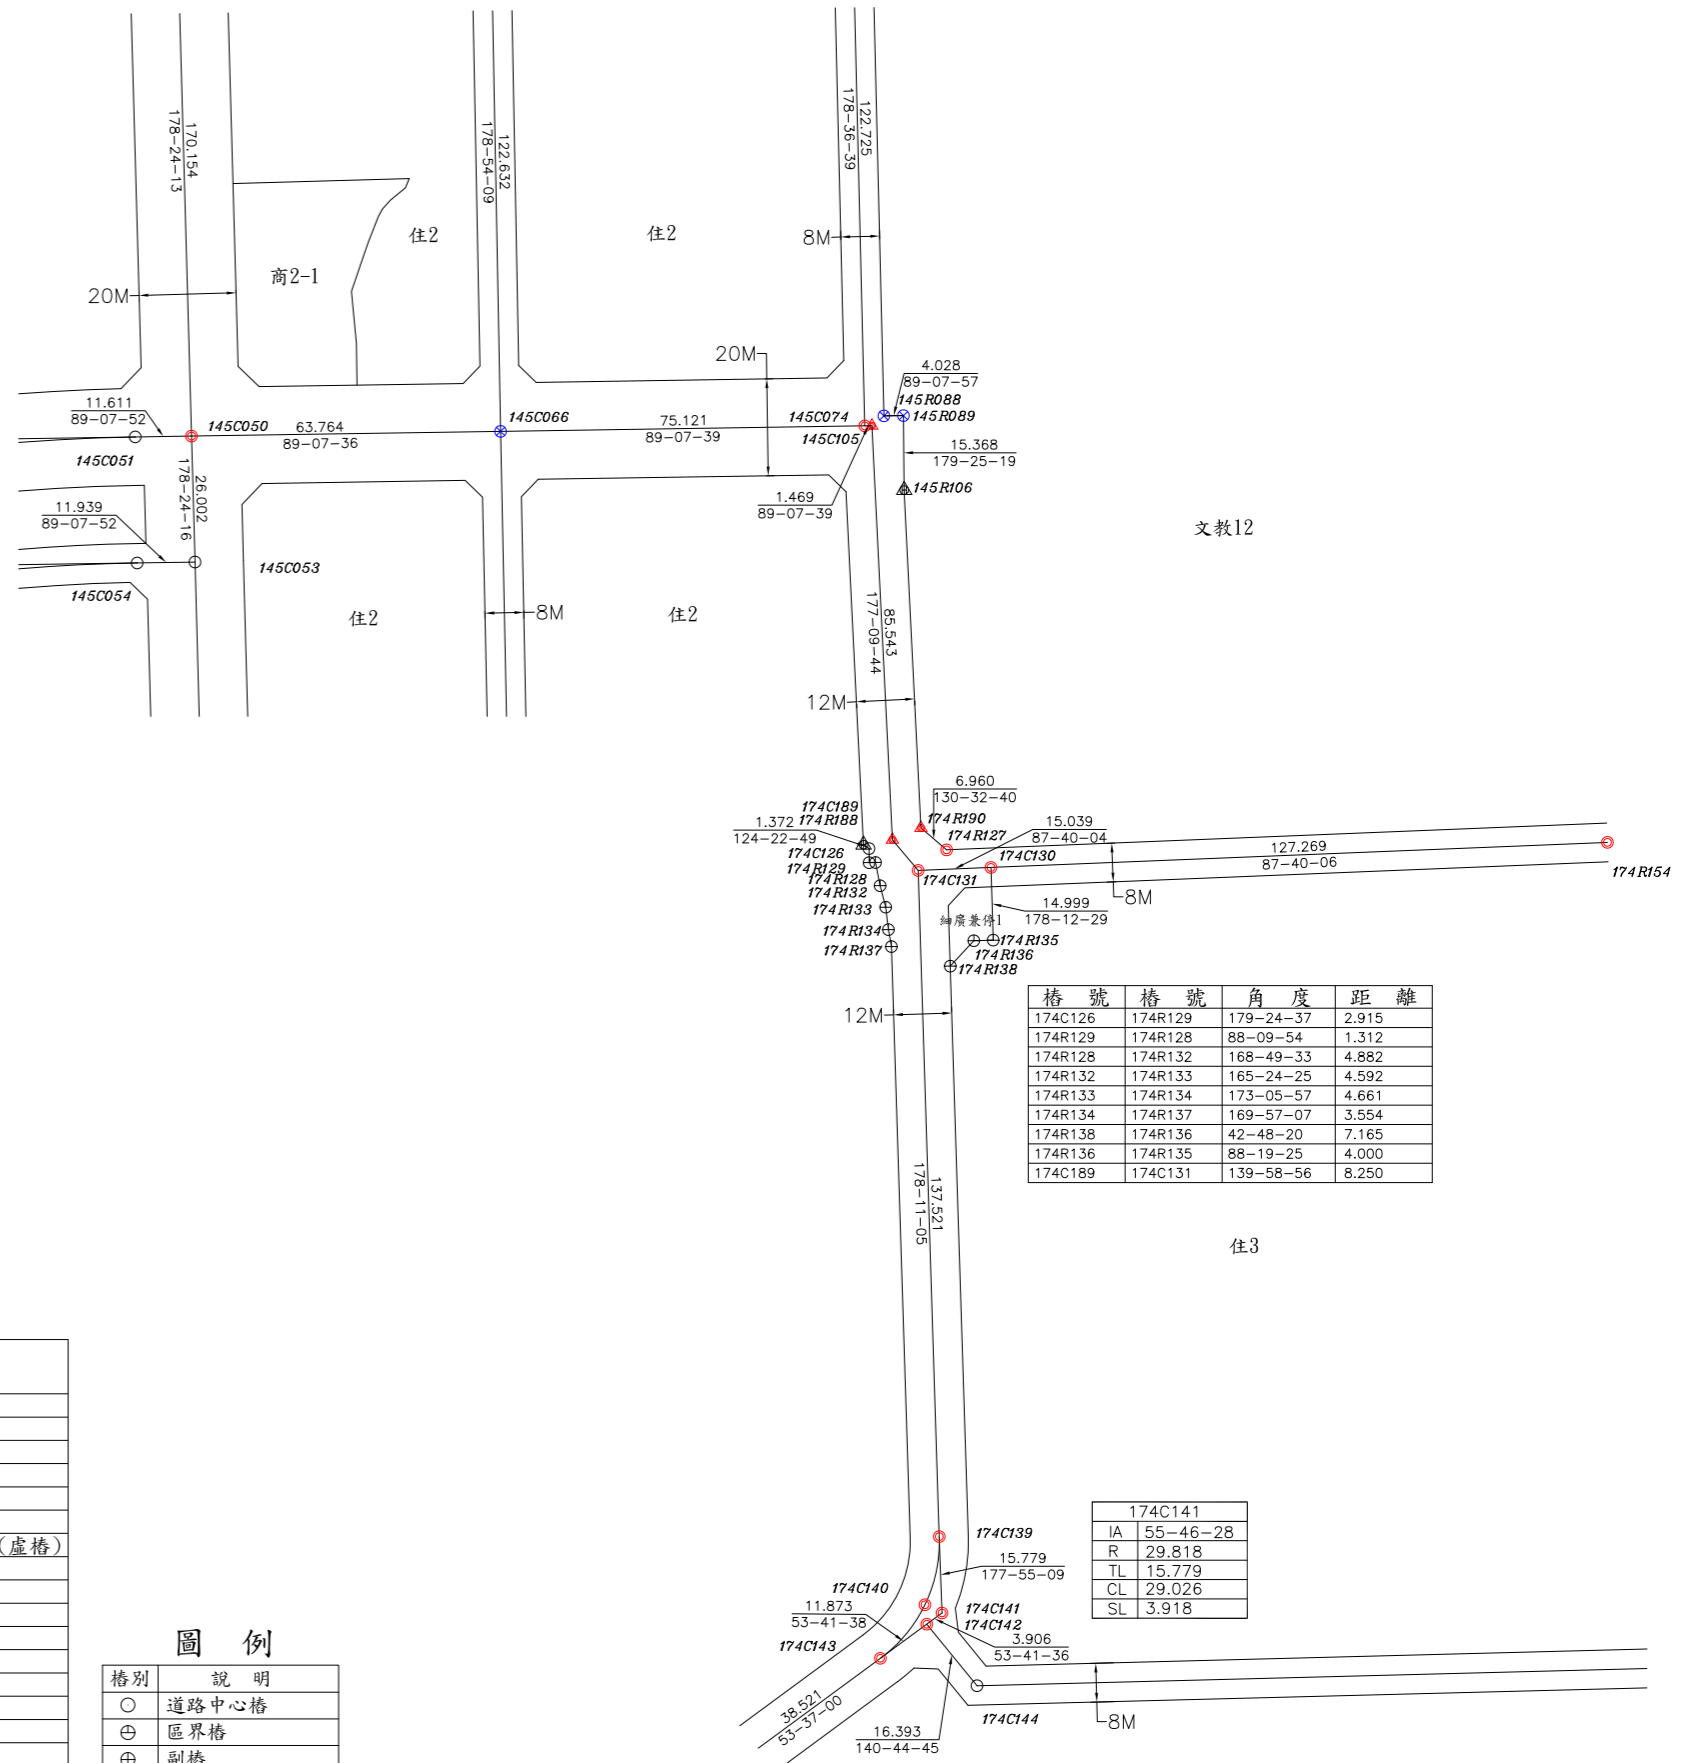 170.154
178-24-13
122.632
178-54-09
122.725
178-36-39
住2
住2
8M
商2-1
20M
20M
4.028
89-07-57
145R088
145R089
11.611
89-07-52
145C050
63.764
89-07-36
145C066
75.121
89-07-39
145C074
145C105
145C051
15.368
179-25-19
26.002
178-24-16
11.939
89-07-52
1.469
89-07-39
145R106
文教12
145C053
145C054
住2
8M
住2
85.543
177-09-44
12M
6.960
130-32-40
174C189
174R188
1.372
124-22-49
174R190
174R127
15.039
87-40-04
127.269
87-40-06
174C130
174C126
174R129
174R128
174C131
174R154
174R132
8M
14.999
178-12-29
174R133
細廣兼停1
174R134
174R135
174R137
174R136
174R138
12M
樁 號 樁 號 角 度 距 離
174C126 174R129 179-24-37 2.915
174R129 174R128 88-09-54 1.312
174R128 174R132 168-49-33 4.882
174R132 174R133 165-24-25 4.592
174R133 174R134 173-05-57 4.661
174R134 174R137 169-57-07 3.554
174R138 174R136 42-48-20 7.165
174R136 174R135 88-19-25 4.000
174C189 174C131 139-58-56 8.250
137.521
178-11-05
住3
174C139
15.779
177-55-09
174C141
IA 55-46-28
R 29.818
TL 15.779
CL 29.026
SL 3.918
(虛樁)
174C140
11.873
53-41-38
174C141
174C142
174C143
3.906
53-41-36
38.521
53-37-00
16.393
140-44-45
174C144
8M
圖 例
樁別 說 明
道路中心樁
區界樁
副樁